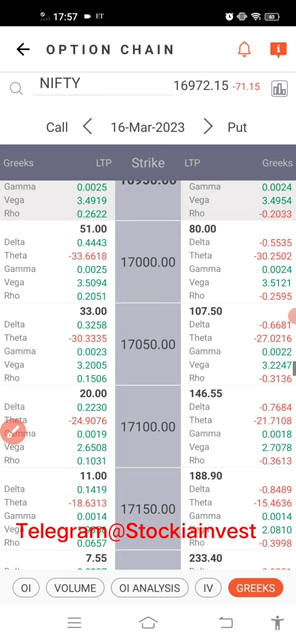 17:57 ET 63
OPTION CHAIN
NIFTY 16972.15 -71.15
Call 16-Mar-2023 Put
Greeks LTP Strike LTP Greeks
16950.00
Gamma 0.0025 Gamma 0.0024
Vega 3.4919 Vega 3.4954
Rho 0.2622 Rho -0.2033
51.00 80.00
Delta 0.4443 Delta -0.5535
Theta -33.6618 Theta -30.2502
17000.00
Gamma 0.0025 Gamma 0.0024
Vega 3.5094 Vega 3.5121
Rho 0.2051 Rho -0.2595
33.00 107.50
Delta 0.3258 Delta -0.6681
Theta -30.3335 Theta -27.0216
17050.00
Gamma 0.0023 Gamma 0.0022
Vega 3.2005 Vega 3.2247
Rho 0.1506 Rho -0.3136
20.00 146.55
Delta 0.2230 Delta -0.7684
Theta -24.9076 Theta -21.7108
17100.00
Gamma 0.0019 Gamma 0.0018
Vega 2.6508 Vega 2.7078
Rho 0.1031 Rho -0.3613
11.00 188.90
Delta 0.1419 Delta -0.8489
Theta -18.6313 Theta -15.4636
17150.00
Gamma 0.0014 Gamma 0.0014
Telegram@Stockiainvest
2.0810
Rho 0.0657 Rho -0.3998
7.55 233.40
OI VOLUME OI ANALYSIS IV GREEKS